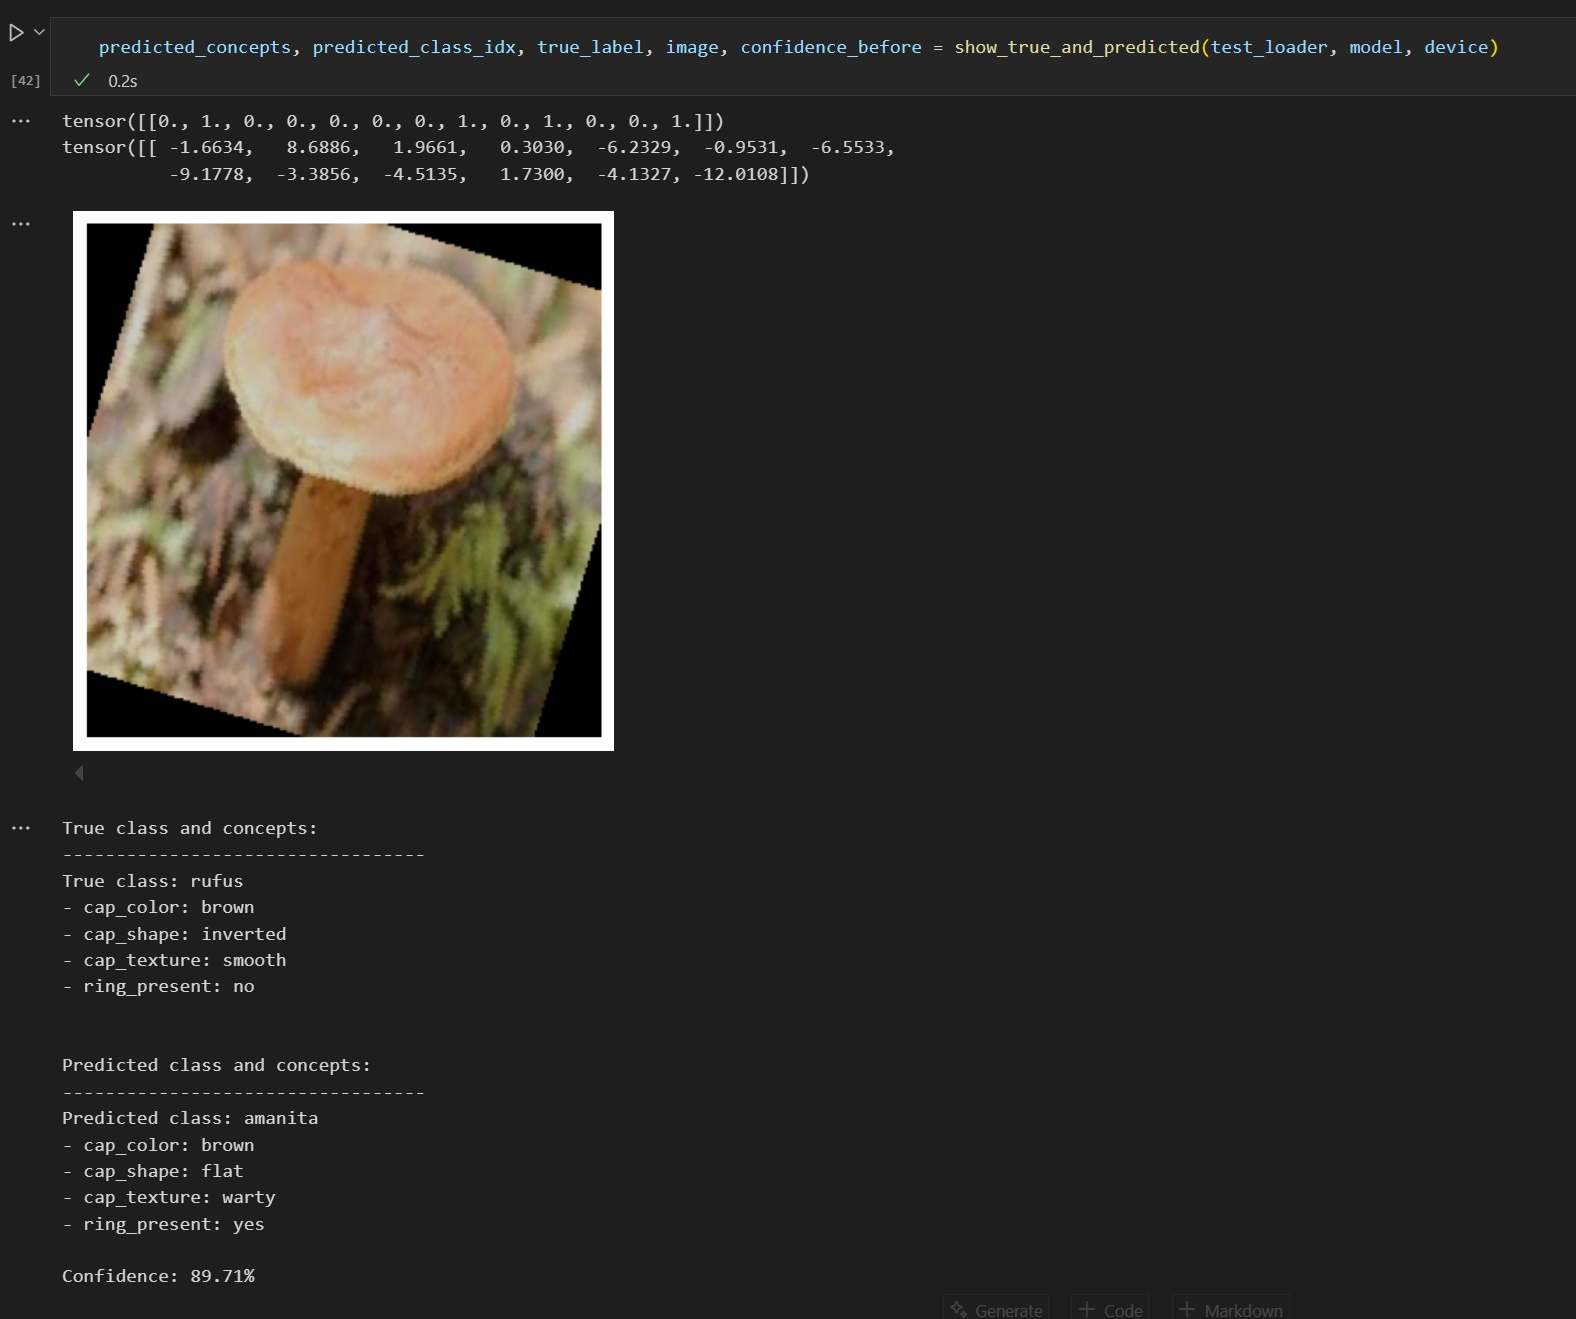 predicted_concepts, predicted_class_idx, true_label, image, confidence_before = show_true_and_predicted(test_loader, model, device)
[42]
0.2s
tensor([[0., 1., 0., 0., 0., 0., 0., 1., 0., 1., 0., 0., 1.]])
tensor([[ -1.6634,   8.6886,   1.9661,   0.3030,  -6.2329,  -0.9531,  -6.5533,
          -9.1778,  -3.3856,  -4.5135,   1.7300,  -4.1327, -12.0108]])
True class and concepts:
----------------------------------
True class: rufus
- cap_color: brown
- cap_shape: inverted
- cap_texture: smooth
- ring_present: no
Predicted class and concepts:
----------------------------------
Predicted class: amanita
- cap_color: brown
- cap_shape: flat
- cap_texture: warty
- ring_present: yes
Confidence: 89.71%
Generate
+ Code
+ Markdown